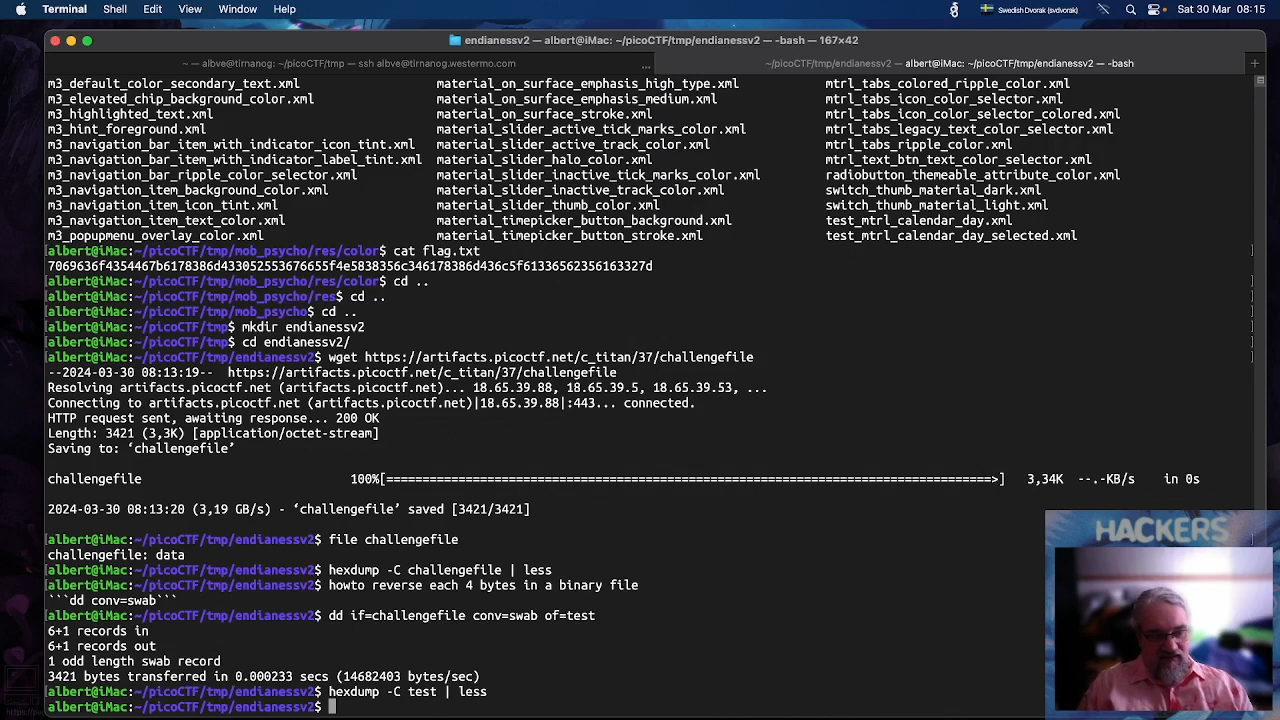 Terminal Shell Edit View Window Help Swedish Dvorak (svdvorak) Sat 30 Mar 08:15
endianessv2 — albert@iMac: ~/picoCTF/tmp/endianessv2 — -bash — 167×42
~ — albve@tirnanog: ~/picoCTF/tmp — ssh albve@tirnanog.westermo.com ... ~/picoCTF/tmp/endianessv2 — albert@iMac: ~/picoCTF/tmp/endianessv2 — -bash
m3_default_color_secondary_text.xml material_on_surface_emphasis_high_type.xml mtrl_tabs_colored_ripple_color.xml
m3_elevated_chip_background_color.xml material_on_surface_emphasis_medium.xml mtrl_tabs_icon_color_selector.xml
m3_highlighted_text.xml material_on_surface_stroke.xml mtrl_tabs_icon_color_selector_colored.xml
m3_hint_foreground.xml material_slider_active_tick_marks_color.xml mtrl_tabs_legacy_text_color_selector.xml
m3_navigation_bar_item_with_indicator_icon_tint.xml material_slider_active_track_color.xml mtrl_tabs_ripple_color.xml
m3_navigation_bar_item_with_indicator_label_tint.xml material_slider_halo_color.xml mtrl_text_btn_text_color_selector.xml
m3_navigation_bar_ripple_color_selector.xml material_slider_inactive_tick_marks_color.xml radiobutton_themeable_attribute_color.xml
m3_navigation_item_background_color.xml material_slider_inactive_track_color.xml switch_thumb_material_dark.xml
m3_navigation_item_icon_tint.xml material_slider_thumb_color.xml switch_thumb_material_light.xml
m3_navigation_item_text_color.xml material_timepicker_button_background.xml test_mtrl_calendar_day.xml
m3_popupmenu_overlay_color.xml material_timepicker_button_stroke.xml test_mtrl_calendar_day_selected.xml
albert@iMac:~/picoCTF/tmp/mob_psycho/res/color$ cat flag.txt
7069636f4354467b6178386d433052553676655f4e5838356c346178386d436c5f61336562356163327d
albert@iMac:~/picoCTF/tmp/mob_psycho/res/color$ cd ..
albert@iMac:~/picoCTF/tmp/mob_psycho/res$ cd ..
albert@iMac:~/picoCTF/tmp/mob_psycho$ cd ..
albert@iMac:~/picoCTF/tmp$ mkdir endianessv2
albert@iMac:~/picoCTF/tmp$ cd endianessv2/
albert@iMac:~/picoCTF/tmp/endianessv2$ wget https://artifacts.picoctf.net/c_titan/37/challengefile
--2024-03-30 08:13:19-- https://artifacts.picoctf.net/c_titan/37/challengefile
Resolving artifacts.picoctf.net (artifacts.picoctf.net)... 18.65.39.88, 18.65.39.5, 18.65.39.53, ...
Connecting to artifacts.picoctf.net (artifacts.picoctf.net)|18.65.39.88|:443... connected.
HTTP request sent, awaiting response... 200 OK
Length: 3421 (3,3K) [application/octet-stream]
Saving to: ‘challengefile’
challengefile 100%[=====================================================================================>] 3,34K --.-KB/s in 0s
2024-03-30 08:13:20 (3,19 GB/s) - ‘challengefile’ saved [3421/3421]
albert@iMac:~/picoCTF/tmp/endianessv2$ file challengefile
challengefile: data
albert@iMac:~/picoCTF/tmp/endianessv2$ hexdump -C challengefile | less
albert@iMac:~/picoCTF/tmp/endianessv2$ howto reverse each 4 bytes in a binary file
```dd conv=swab```
albert@iMac:~/picoCTF/tmp/endianessv2$ dd if=challengefile conv=swab of=test
6+1 records in
6+1 records out
1 odd length swab record
3421 bytes transferred in 0.000233 secs (14682403 bytes/sec)
albert@iMac:~/picoCTF/tmp/endianessv2$ hexdump -C test | less
albert@iMac:~/picoCTF/tmp/endianessv2$
HACKERS